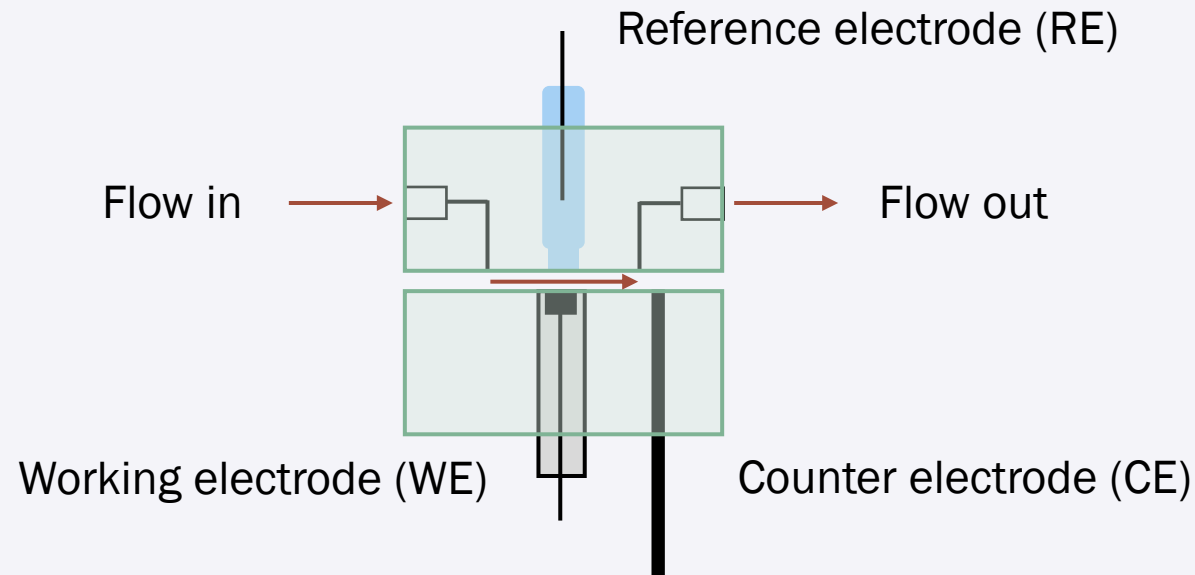 Reference electrode (RE)
Flow in
Flow out
Working electrode (WE)
Counter electrode (CE)